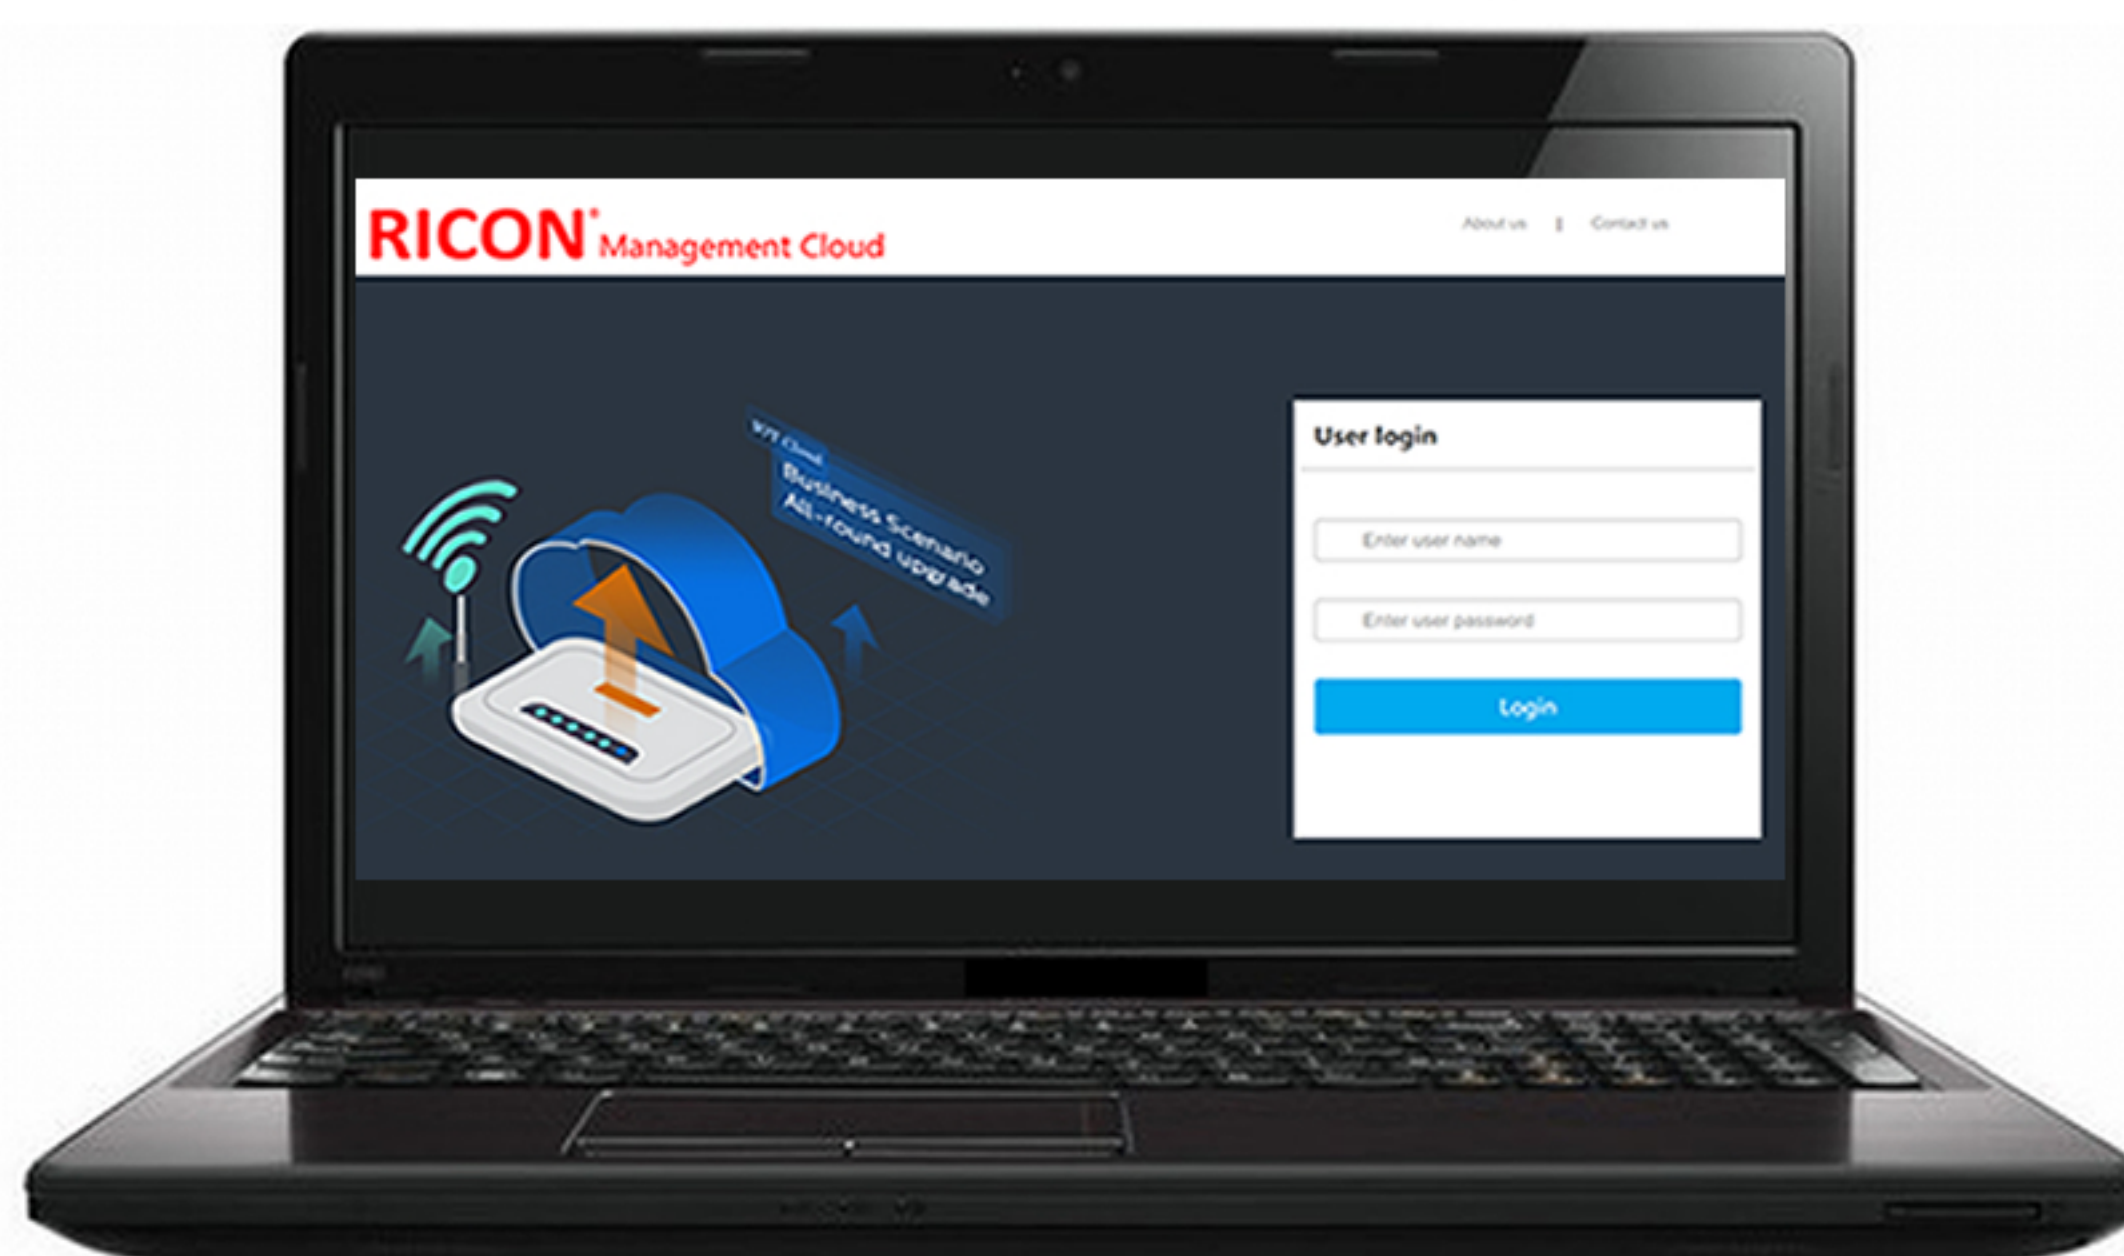 RICON® Management Cloud
About us | Contact us
Business Scenario
All-round upgrade
User login
Enter user name
Enter user password
Login